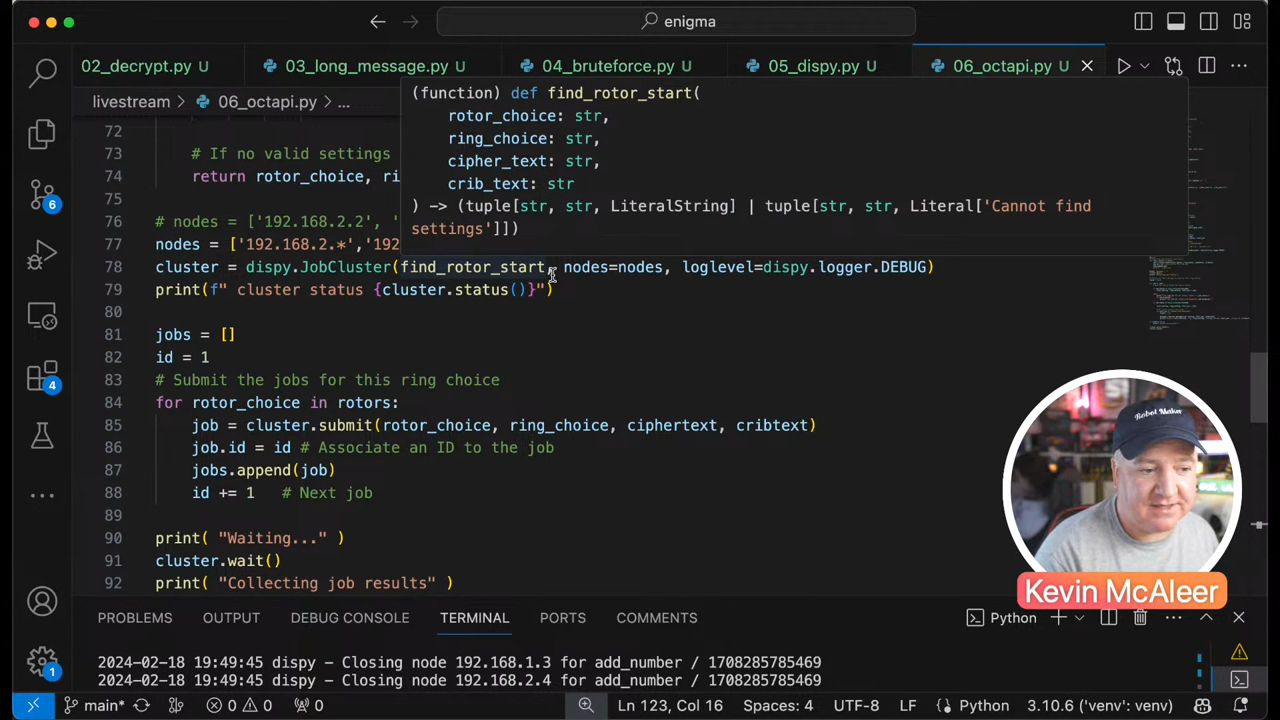 enigma
02_decrypt.py U
03_long_message.py U
04_bruteforce.py U
05_dispy.py U
06_octapi.py U
livestream > 06_octapi.py > ...
(function) def find_rotor_start(
rotor_choice: str,
ring_choice: str,
cipher_text: str,
crib_text: str
) -> (tuple[str, str, LiteralString] | tuple[str, str, Literal['Cannot find
settings']])
72
73 # If no valid settings
74 return rotor_choice, ri
75
76 # nodes = ['192.168.2.2', '
77 nodes = ['192.168.2.*','192
78 cluster = dispy.JobCluster(find_rotor_start, nodes=nodes, loglevel=dispy.logger.DEBUG)
79 print(f" cluster status {cluster.status()}")
80
81 jobs = []
82 id = 1
83 # Submit the jobs for this ring choice
84 for rotor_choice in rotors:
85 job = cluster.submit(rotor_choice, ring_choice, ciphertext, cribtext)
86 job.id = id # Associate an ID to the job
87 jobs.append(job)
88 id += 1 # Next job
89
90 print( "Waiting..." )
91 cluster.wait()
92 print( "Collecting job results" )
6
4
1
Robot Maker
Kevin McAleer
PROBLEMS
OUTPUT
DEBUG CONSOLE
TERMINAL
PORTS
COMMENTS
Python
2024-02-18 19:49:45 dispy - Closing node 192.168.1.3 for add_number / 1708285785469
2024-02-18 19:49:45 dispy - Closing node 192.168.2.4 for add_number / 1708285785469
main*
0
0
0
Ln 123, Col 16
Spaces: 4
UTF-8
LF
Python
3.10.6 ('venv': venv)